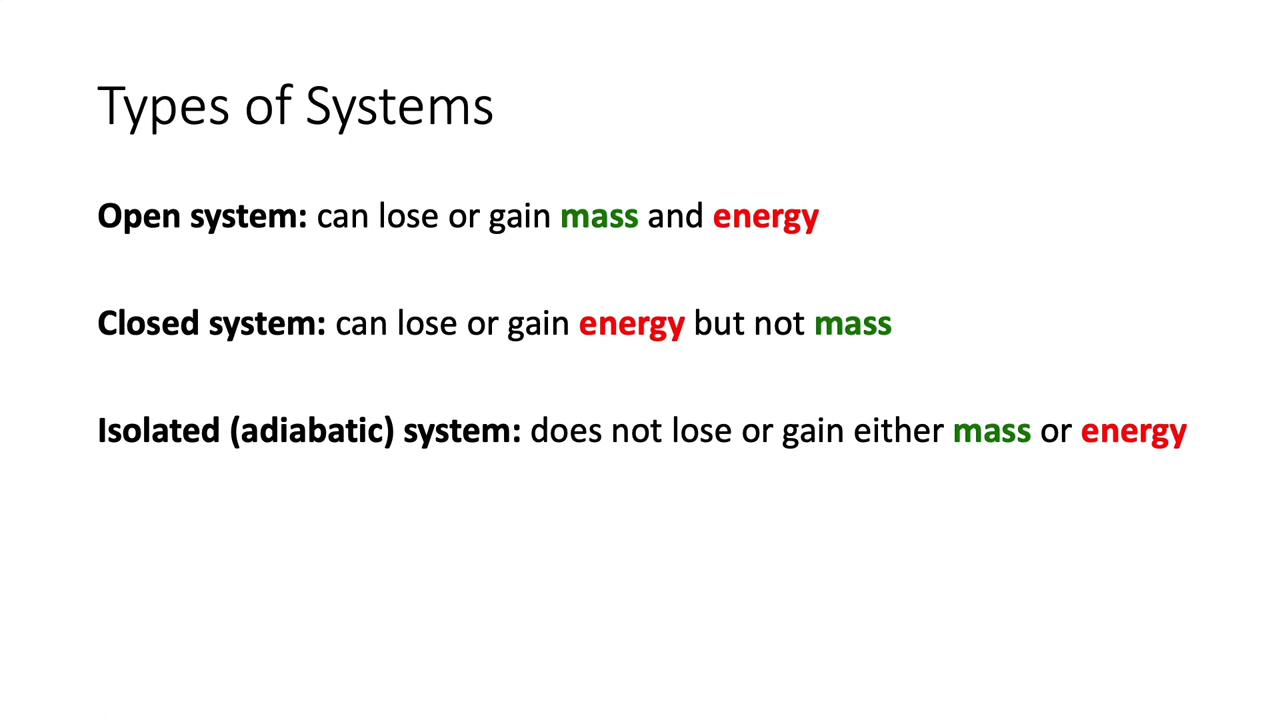 Types of Systems
Open system: can lose or gain mass and energy
Closed system: can lose or gain energy but not mass
Isolated (adiabatic) system: does not lose or gain either mass or energy